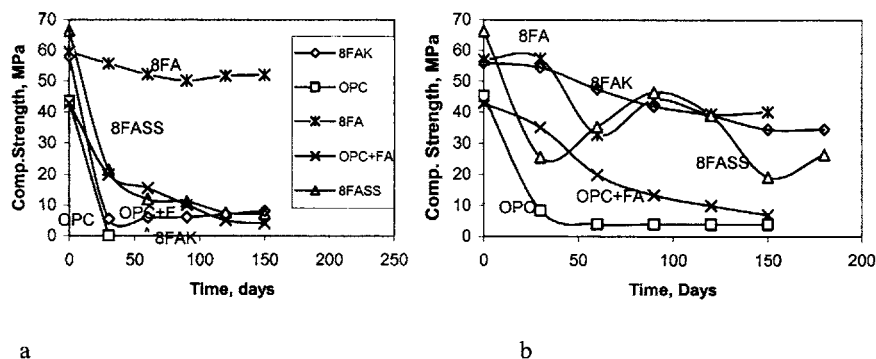 Comp.Strength, MPa
70
60
50
40
30
20
10
0
8FA
8FASS
OPC
OPC+F
8FAK
0 50 100 150 200 250
Time, days
8FAK
OPC
8FA
OPC+FA
8FASS
a
Comp. Strength, MPa
70
60
50
40
30
20
10
0
8FA
8FAK
8FASS
OPC
OPC+FA
0 50 100 150 200
Time, Days
b